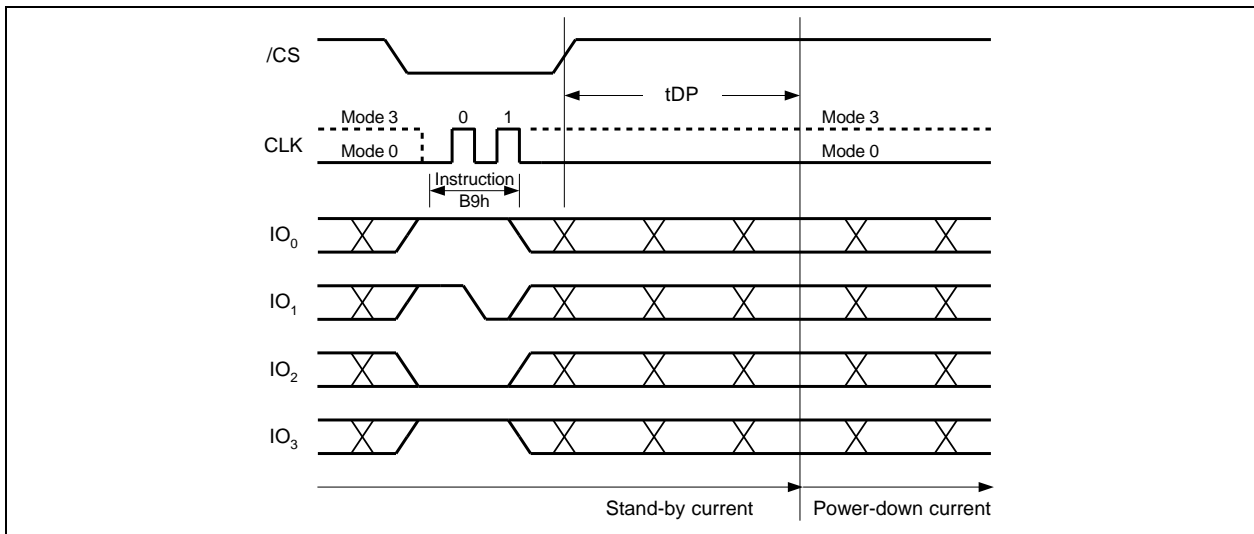 /CS
tDP
Mode 3 0 1 Mode 3
CLK
Mode 0 Mode 0
Instruction
B9h
IO0
IO1
IO2
IO3
Stand-by current Power-down current